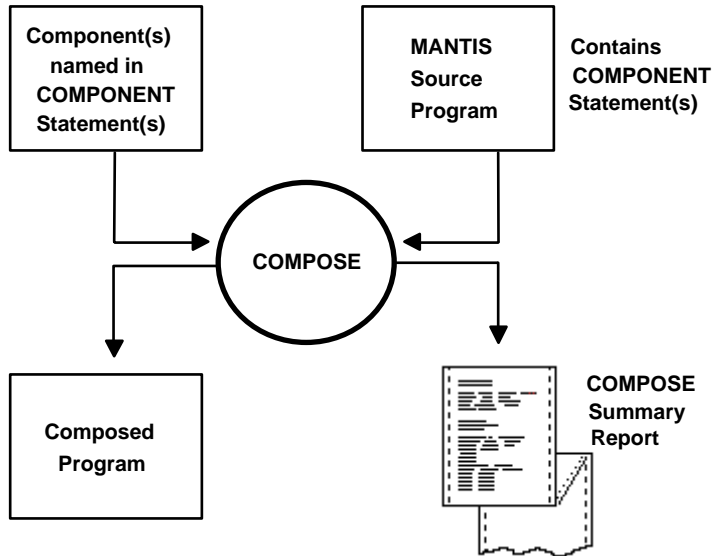 Component(s)
named in
COMPONENT
Statement(s)
MANTIS
Source
Program
Contains
COMPONENT
Statement(s)
COMPOSE
Composed
Program
COMPOSE
Summary
Report